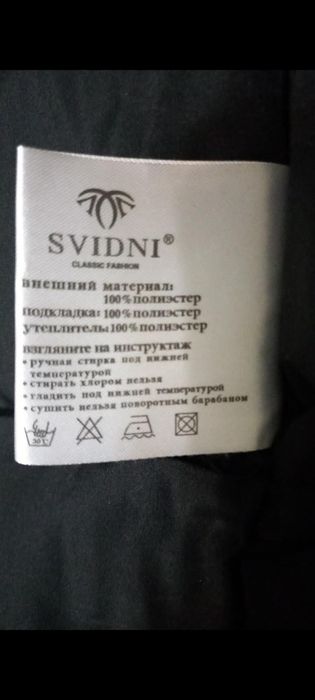 SVIDNI®
CLASSIC FASHION
внешний материал:
100% полиэстер
подкладка: 100% полиэстер
утеплитель: 100% полиэстер
взгляните на инструктаж
• ручная стирка под нижней
температурой
• стирать хлором нельзя
• гладить под нижней температурой
• сушить нельзя поворотным барабаном
30℃